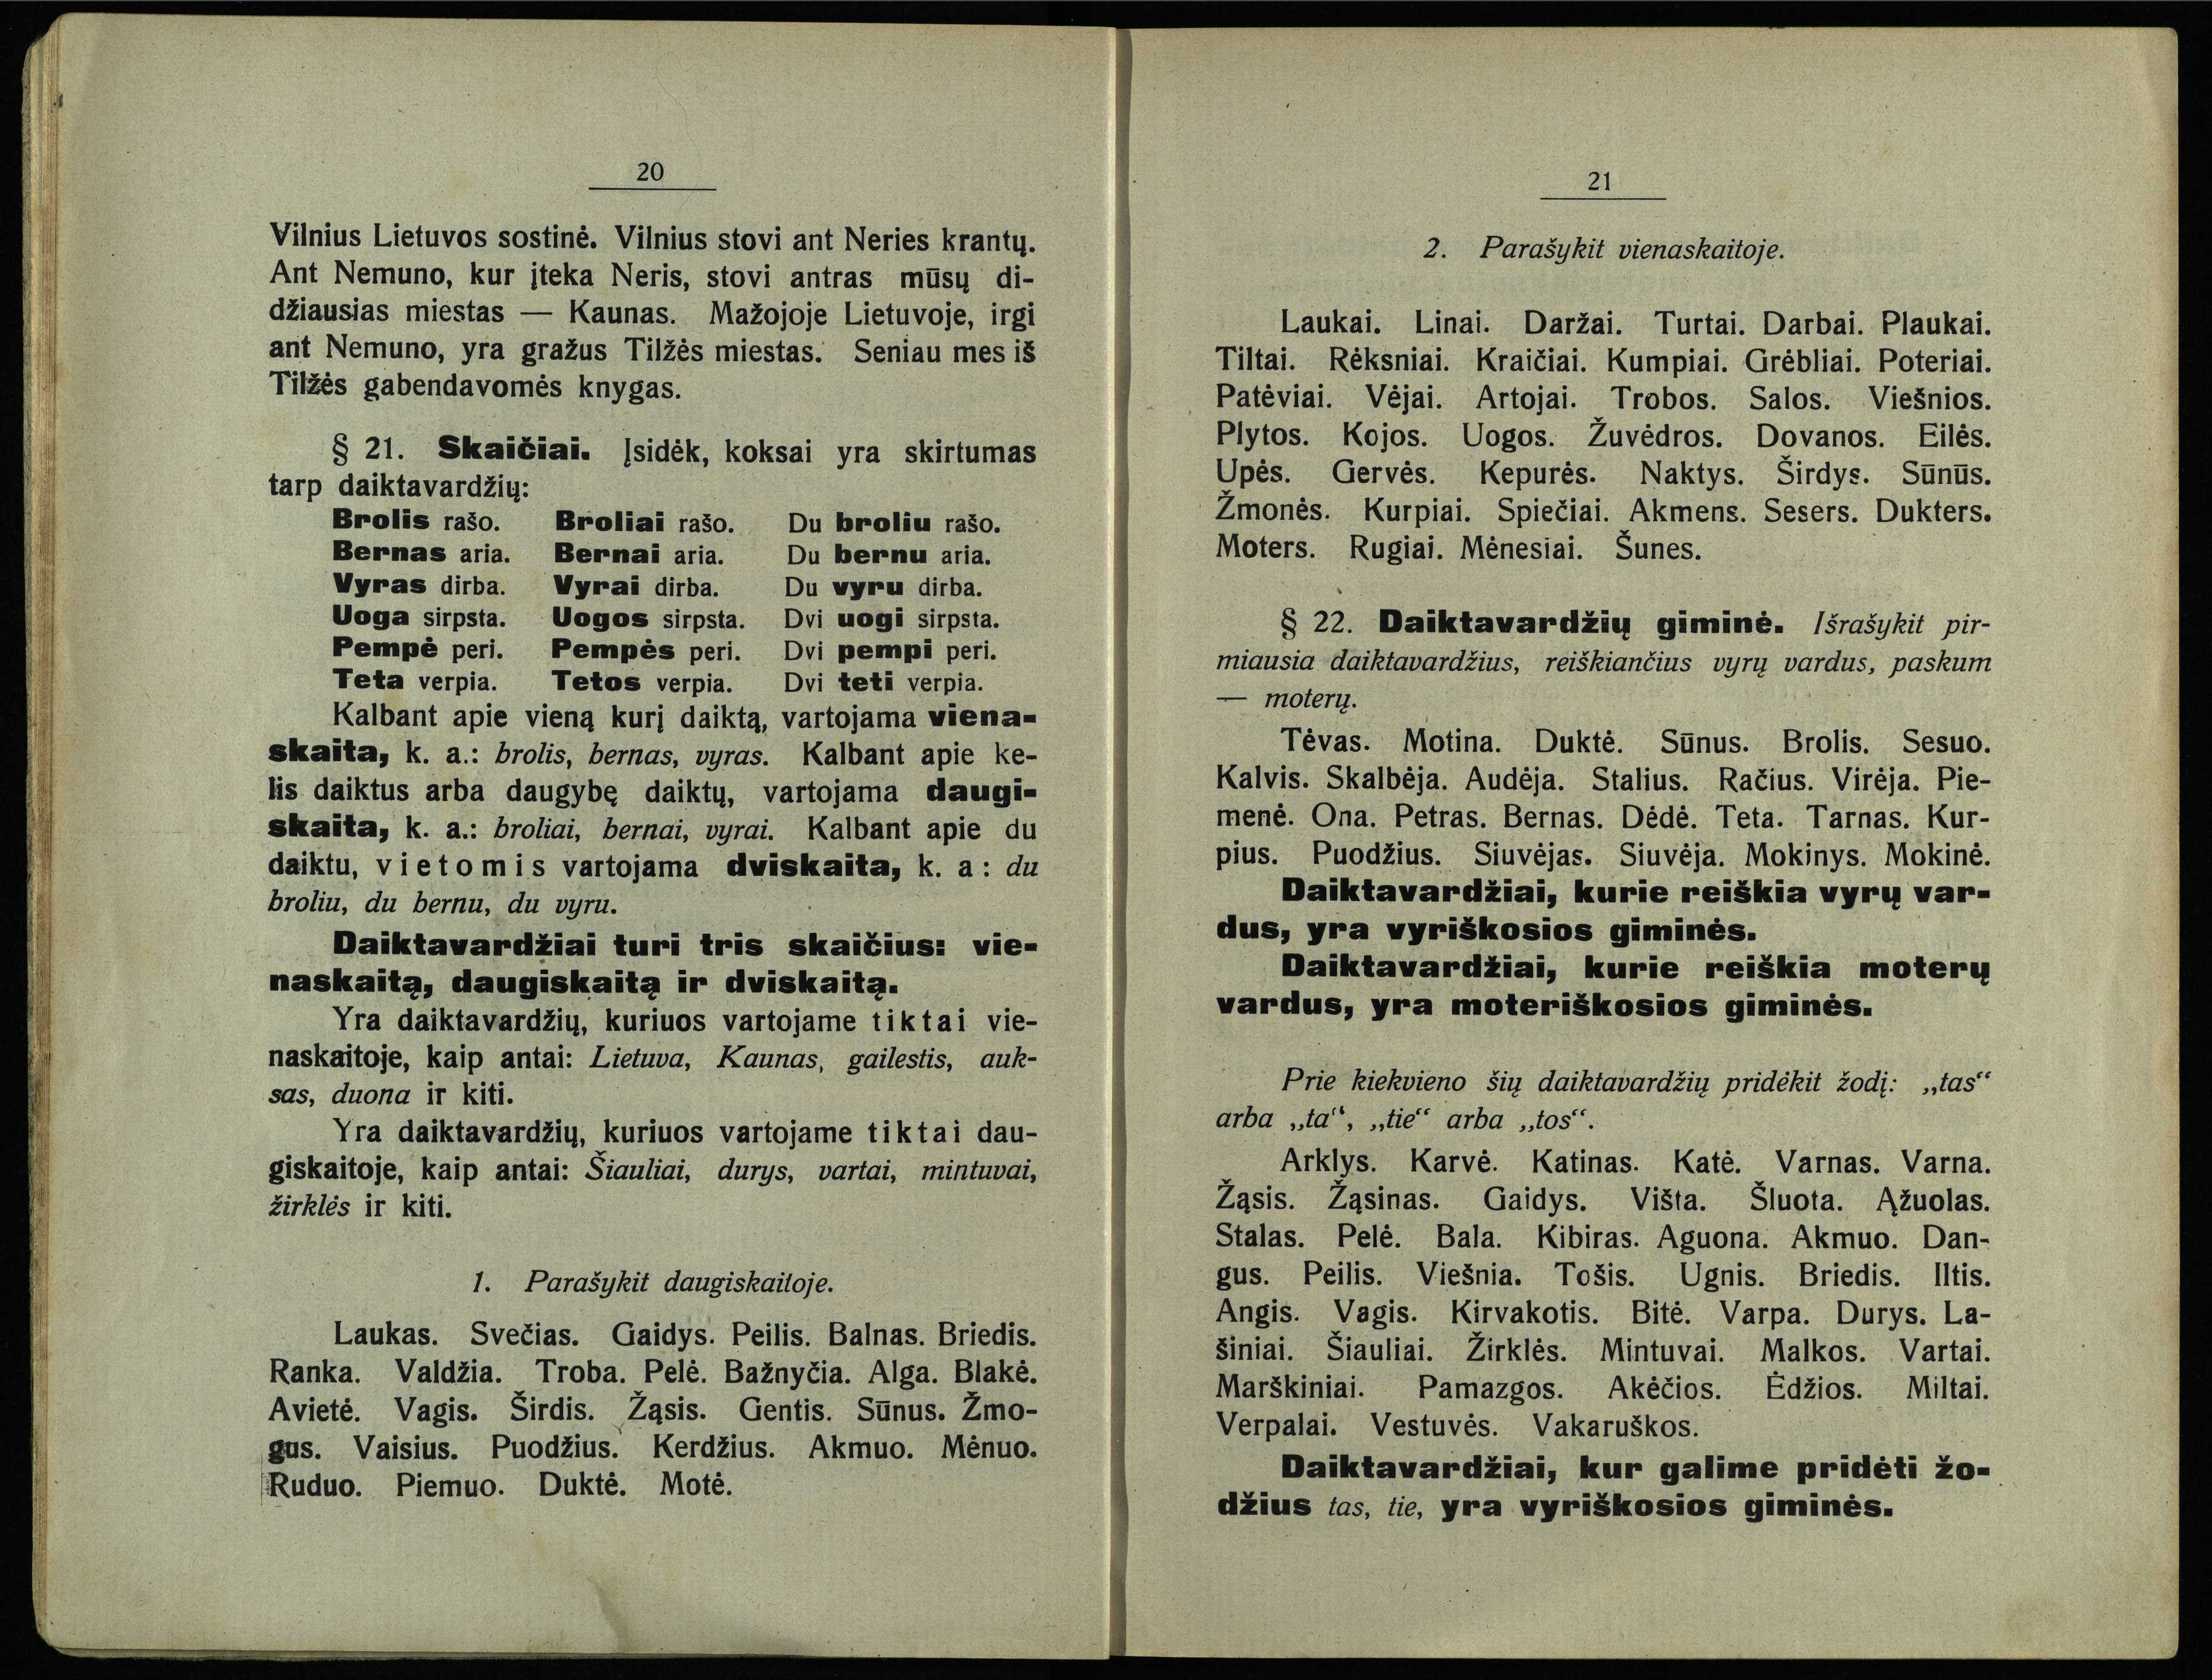 20
Vilnius Lietuvos sostinė. Vilnius stovi ant Neries krantų.
Ant Nemuno, kur įteka Neris, stovi antras mūsų di-
džiausias miestas — Kaunas. Mažojoje Lietuvoje, irgi
ant Nemuno, yra gražus Tilžės miestas. Seniau mes iš
Tilžės gabendavomės knygas.
§ 21. Skaičiai. Įsidėk, koksai yra skirtumas
tarp daiktavardžių:
Brolis rašo. Broliai rašo. Du broliu rašo.
Bernas aria. Bernai aria. Du bernu aria.
Vyras dirba. Vyrai dirba. Du vyru dirba.
Uoga sirpsta. Uogos sirpsta. Dvi uogi sirpsta.
Pempė peri. Pempės peri. Dvi pempi peri.
Teta verpia. Tetos verpia. Dvi teti verpia.
Kalbant apie vieną kurį daiktą, vartojama viena-
skaita, k. a.: brolis, bernas, vyras. Kalbant apie ke-
lis daiktus arba daugybę daiktų, vartojama daugi-
skaita, k. a.: broliai, bernai, vyrai. Kalbant apie du
daiktu, vietomis vartojama dviskaita, k. a : du
broliu, du bernu, du vyru.
Daiktavardžiai turi tris skaičius: vie-
naskaitą, daugiskaitą ir dviskaitą.
Yra daiktavardžių, kuriuos vartojame tiktai vie-
naskaitoje, kaip antai: Lietuva, Kaunas, gailestis, auk-
sas, duona ir kiti.
Yra daiktavardžių, kuriuos vartojame tiktai dau-
giskaitoje, kaip antai: Šiauliai, durys, vartai, mintuvai,
žirklės ir kiti.
1. Parašykit daugiskaitoje.
Laukas. Svečias. Gaidys. Peilis. Balnas. Briedis.
Ranka. Valdžia. Troba. Pelė. Bažnyčia. Alga. Blakė.
Avietė. Vagis. Širdis. Žąsis. Gentis. Sūnus. Žmo-
gus. Vaisius. Puodžius. Kerdžius. Akmuo. Mėnuo.
Ruduo. Piemuo. Duktė. Motė.
21
2. Parašykit vienaskaitoje.
Laukai. Linai. Daržai. Turtai. Darbai. Plaukai.
Tiltai. Rėksniai. Kraičiai. Kumpiai. Grėbliai. Poteriai.
Patėviai. Vėjai. Artojai. Trobos. Salos. Viešnios.
Plytos. Kojos. Uogos. Žuvėdros. Dovanos. Eilės.
Upės. Gervės. Kepurės. Naktys. Širdys. Sūnūs.
Žmonės. Kurpiai. Spiečiai. Akmens. Sesers. Dukters.
Moters. Rugiai. Mėnesiai. Šunes.
§ 22. Daiktavardžių giminė. Išrašykit pir-
miausia daiktavardžius, reiškiančius vyrų vardus, paskum
— moterų.
Tėvas. Motina. Duktė. Sūnus. Brolis. Sesuo.
Kalvis. Skalbėja. Audėja. Stalius. Račius. Virėja. Pie-
menė. Ona. Petras. Bernas. Dėdė. Teta. Tarnas. Kur-
pius. Puodžius. Siuvėjas. Siuvėja. Mokinys. Mokinė.
Daiktavardžiai, kurie reiškia vyrų var-
dus, yra vyriškosios giminės.
Daiktavardžiai, kurie reiškia moterų
vardus, yra moteriškosios giminės.
Prie kiekvieno šių daiktavardžių pridėkit žodį: „tas“
arba „ta“, „tie“ arba „tos“.
Arklys. Karvė. Katinas. Katė. Varnas. Varna.
Žąsis. Žąsinas. Gaidys. Višta. Šluota. Ąžuolas.
Stalas. Pelė. Bala. Kibiras. Aguona. Akmuo. Dan-
gus. Peilis. Viešnia. Tošis. Ugnis. Briedis. Iltis.
Angis. Vagis. Kirvakotis. Bitė. Varpa. Durys. La-
šiniai. Šiauliai. Žirklės. Mintuvai. Malkos. Vartai.
Marškiniai. Pamazgos. Akėčios. Ėdžios. Miltai.
Verpalai. Vestuvės. Vakaruškos.
Daiktavardžiai, kur galime pridėti žo-
džius tas, tie, yra vyriškosios giminės.